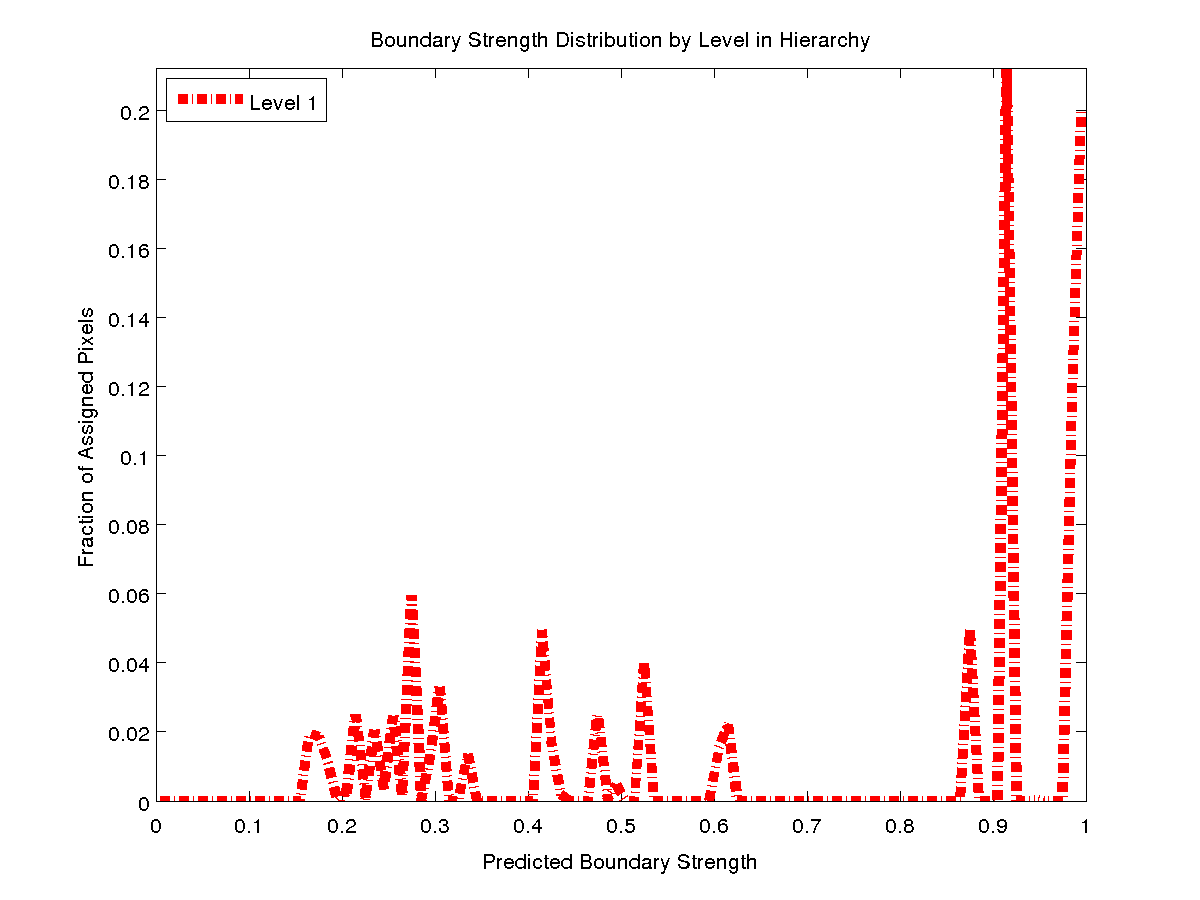 Boundary Strength Distribution by Level in Hierarchy
Level 1
0.2
0.18
0.16
0.14
0.12
0.1
0.08
0.06
0.04
0.02
0
Fraction of Assigned Pixels
0 0.1 0.2 0.3 0.4 0.5 0.6 0.7 0.8 0.9 1
Predicted Boundary Strength